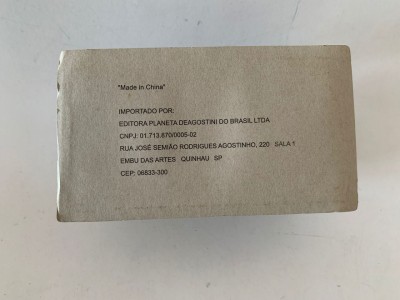 "Made in China"
IMPORTADO POR:
EDITORA PLANETA DEAGOSTINI DO BRASIL LTDA
CNPJ: 01.713.870/0005-02
RUA JOSÉ SEMIÃO RODRIGUES AGOSTINHO, 220 SALA 1
EMBU DAS ARTES QUINHAU SP
CEP: 06833-300